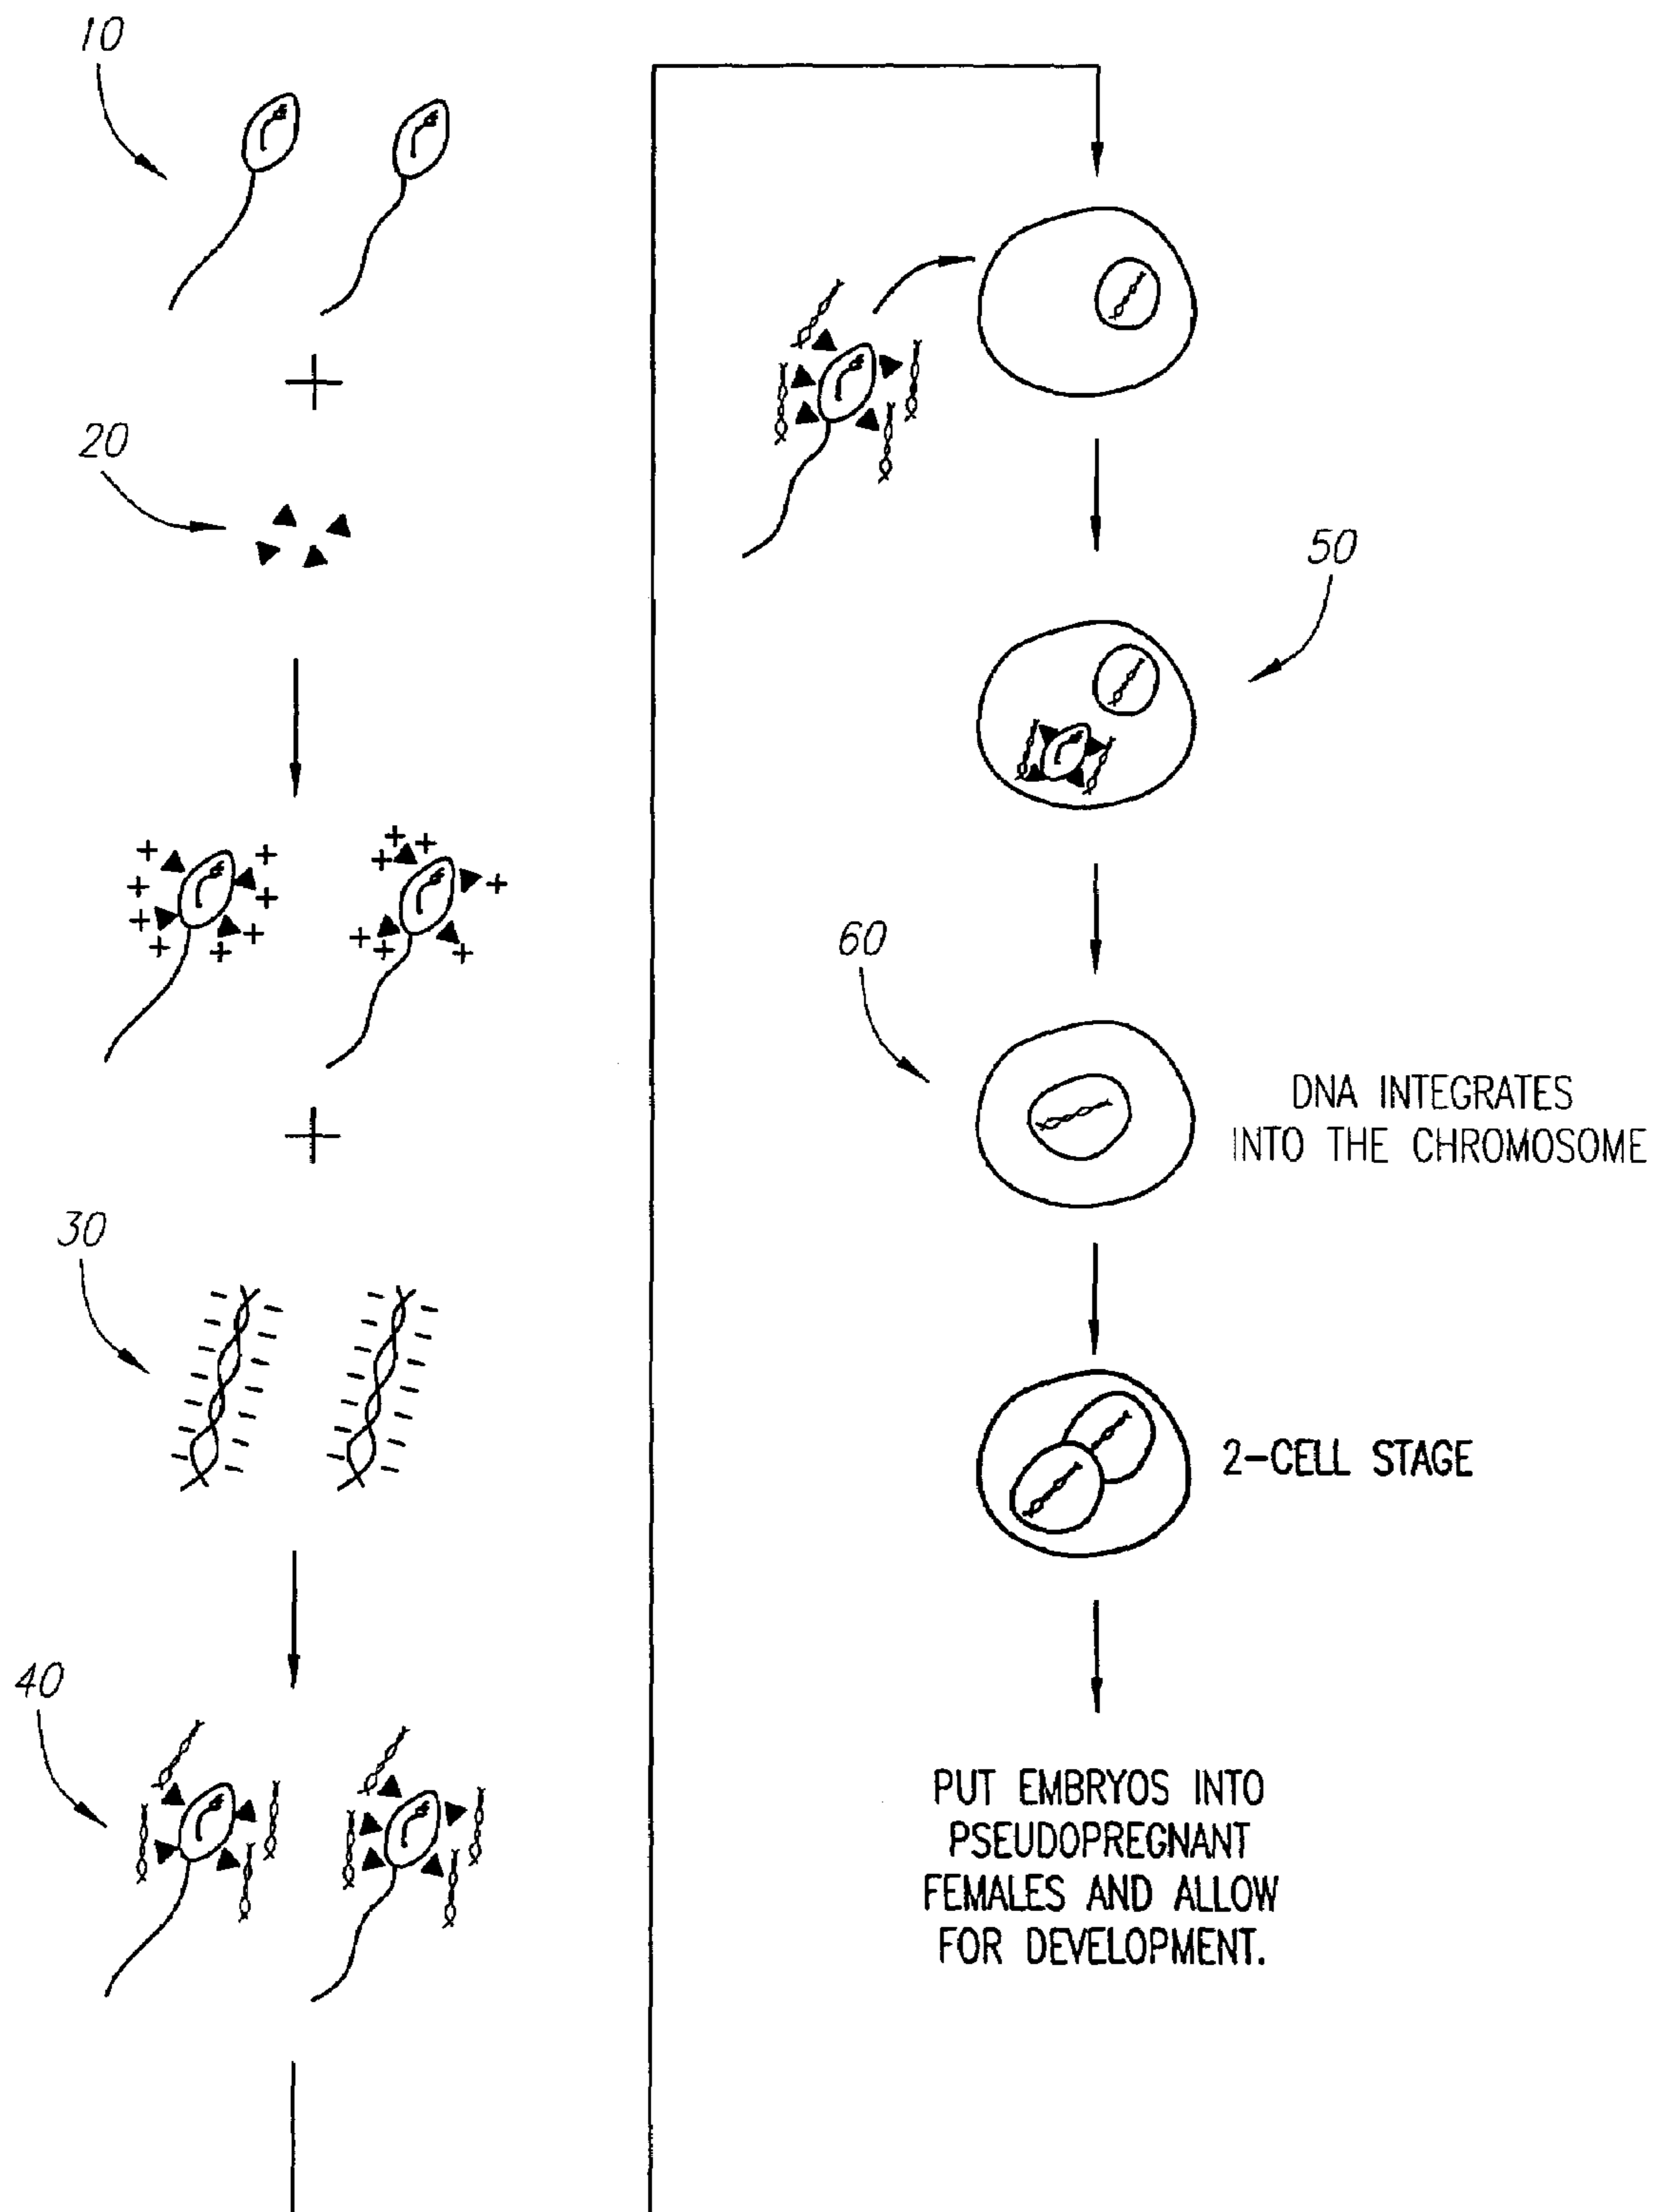 10
20
30
40
50
60
DNA INTEGRATES
INTO THE CHROMOSOME
2-CELL STAGE
PUT EMBRYOS INTO
PSEUDOPREGNANT
FEMALES AND ALLOW
FOR DEVELOPMENT.